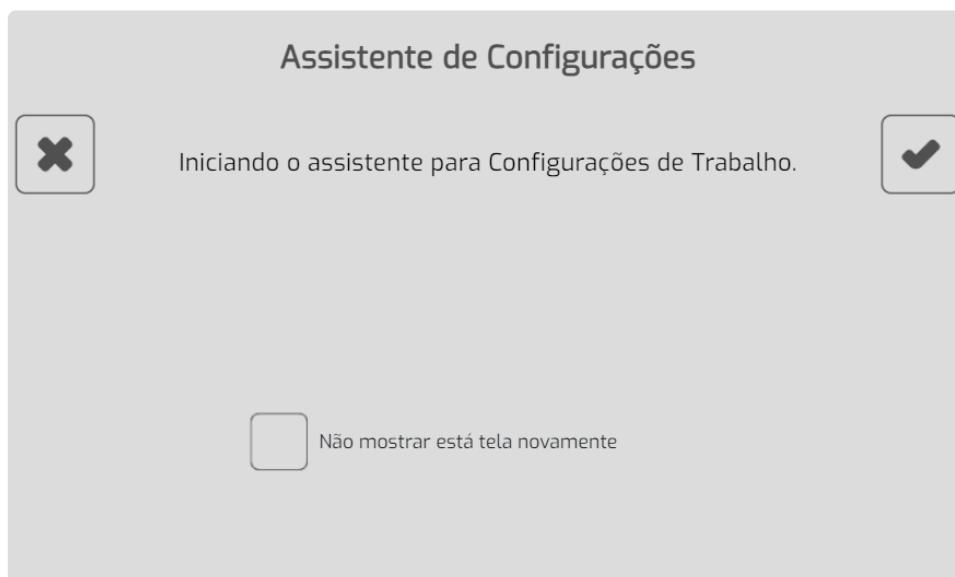 Assistente de Configurações
Iniciando o assistente para Configurações de Trabalho.
Não mostrar está tela novamente